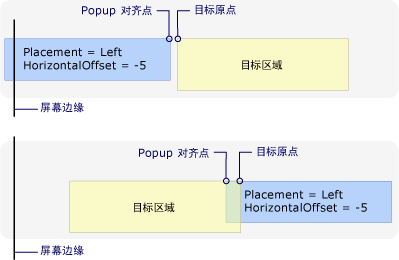 Popup 对齐点
目标原点
Placement = Left
HorizontalOffset = -5
目标区域
屏幕边缘
Popup 对齐点
目标原点
目标区域
Placement = Left
HorizontalOffset = -5
屏幕边缘